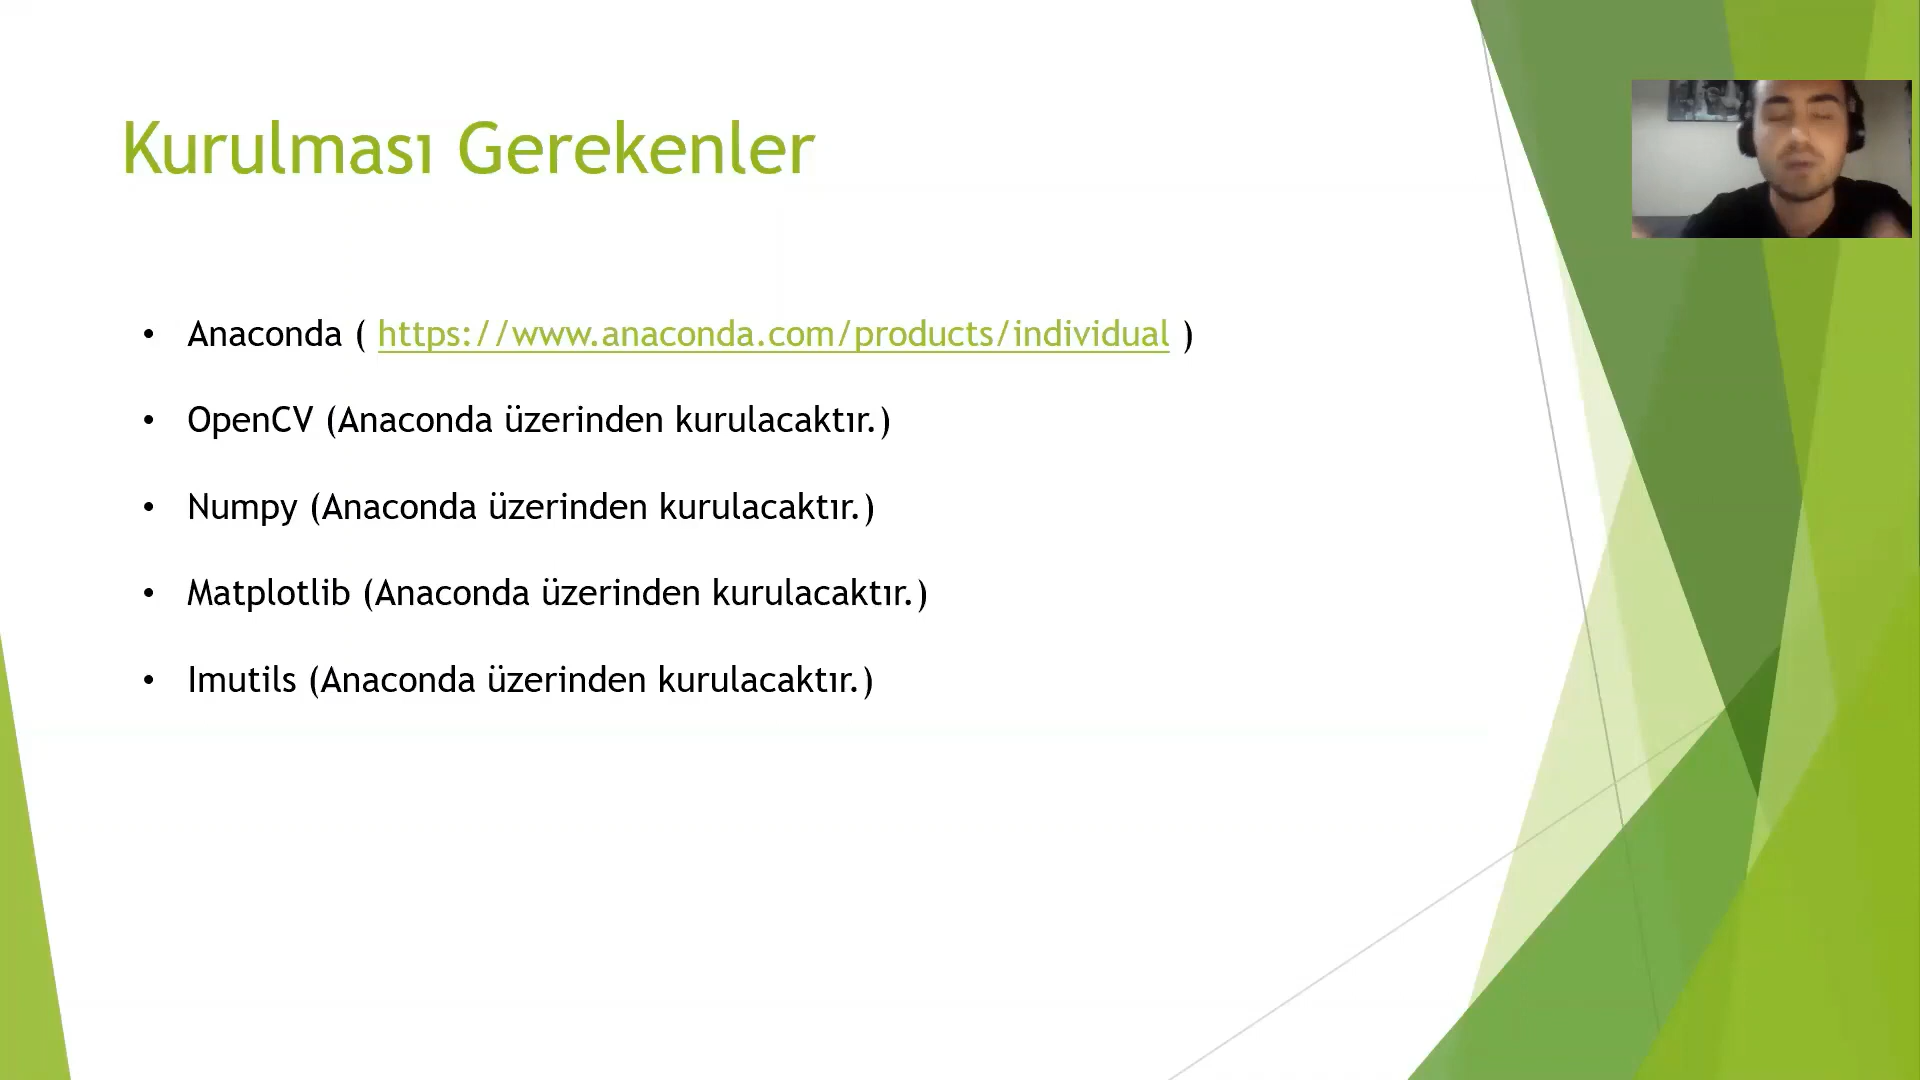 Kurulması Gerekenler
• Anaconda ( https://www.anaconda.com/products/individual )
• OpenCV (Anaconda üzerinden kurulacaktır.)
• Numpy (Anaconda üzerinden kurulacaktır.)
• Matplotlib (Anaconda üzerinden kurulacaktır.)
• Imutils (Anaconda üzerinden kurulacaktır.)